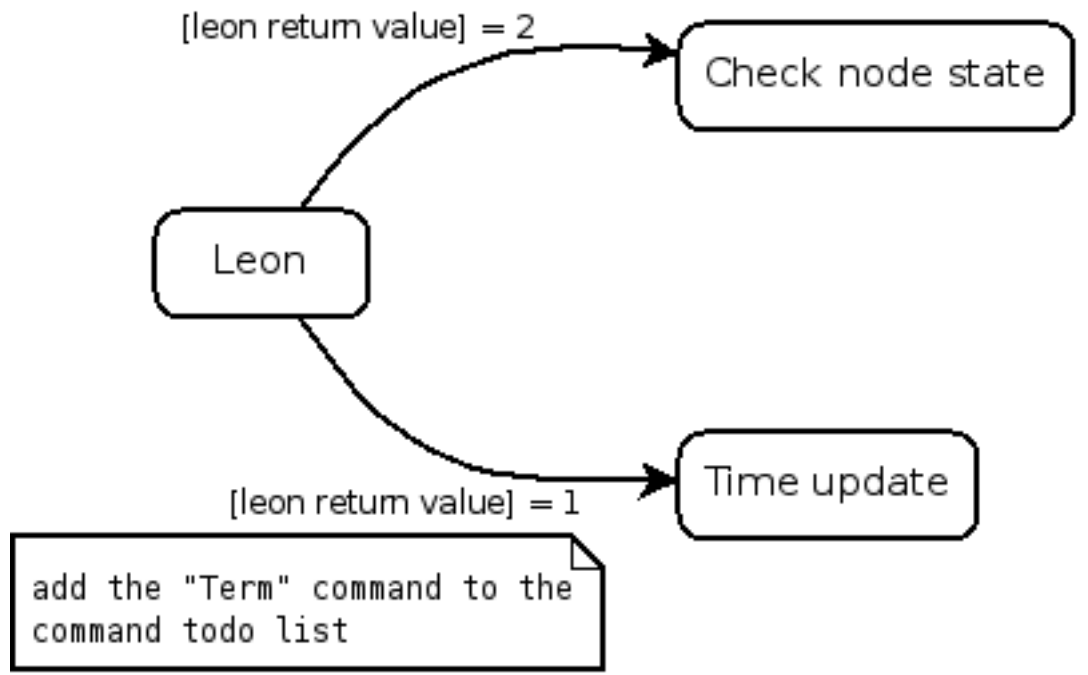 [leon return value] = 2
Check node state
Leon
Time update
[leon return value] = 1
add the "Term" command to the
command todo list